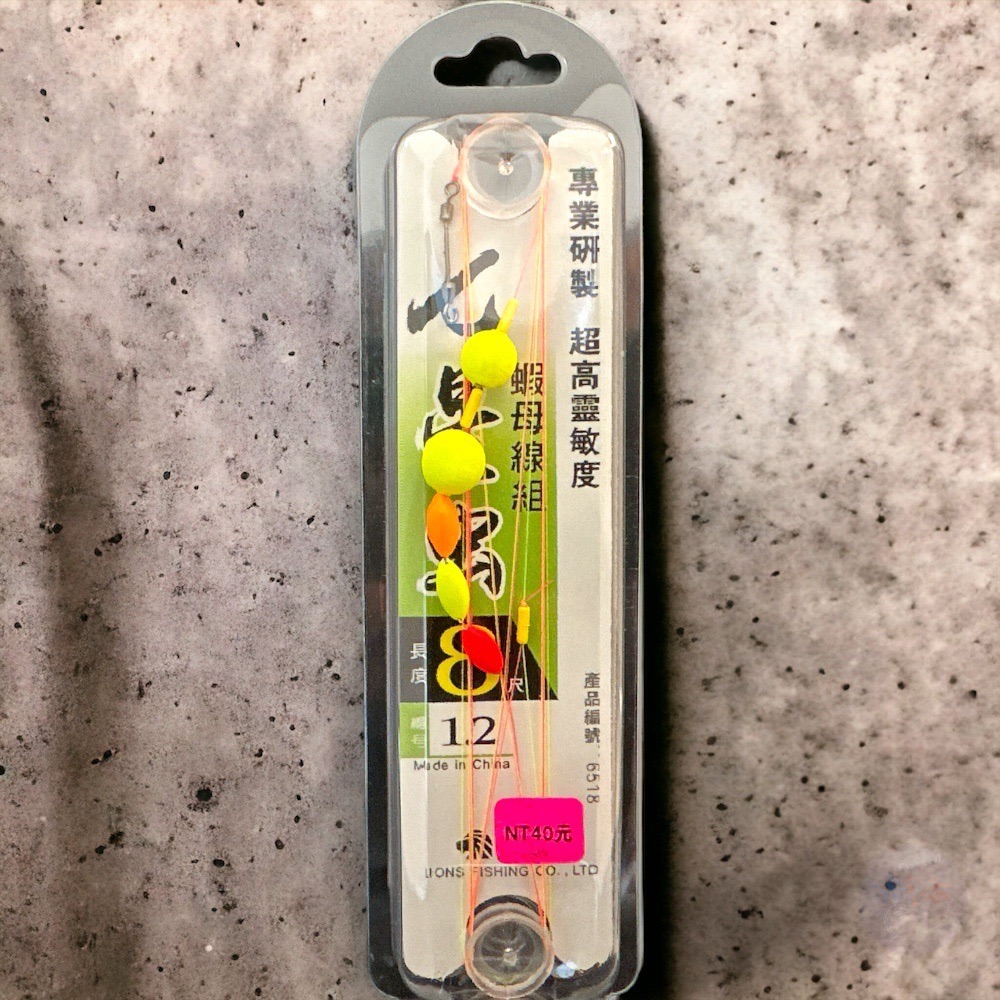 專業研製 超高靈敏度
蝦母線組
長度
8
尺
1.2
Made in China
產品編號 6518
NT40元
LIONS FISHING CO., LTD